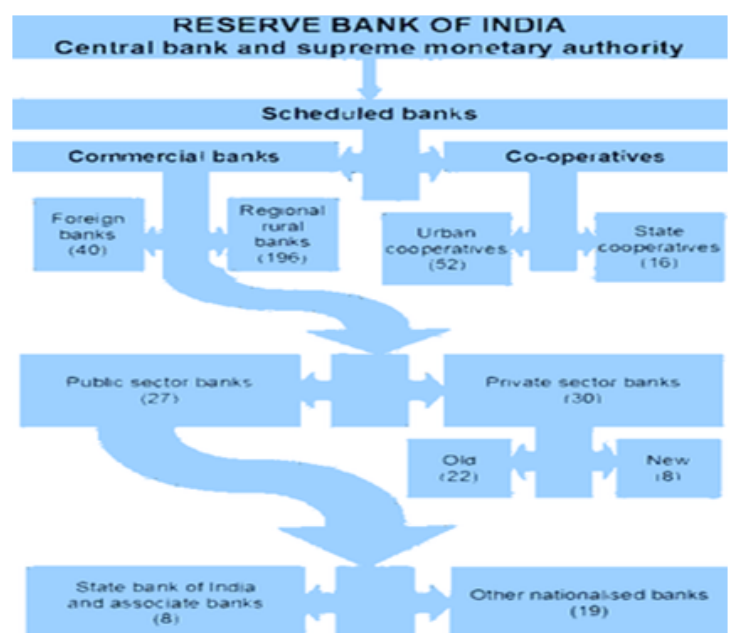 RESERVE BANK OF INDIA
Central bank and supreme monetary authority
Scheduled banks
Commercial banks
Co-operatives
Foreign
banks
(40)
Regional
rural
banks
(196)
Urban
cooperatives
(52)
State
cooperatives
(16)
Public sector banks
(27)
Private sector banks
(30)
Old
(22)
New
(8)
State bank of India
and associate banks
(8)
Other nationalised banks
(19)